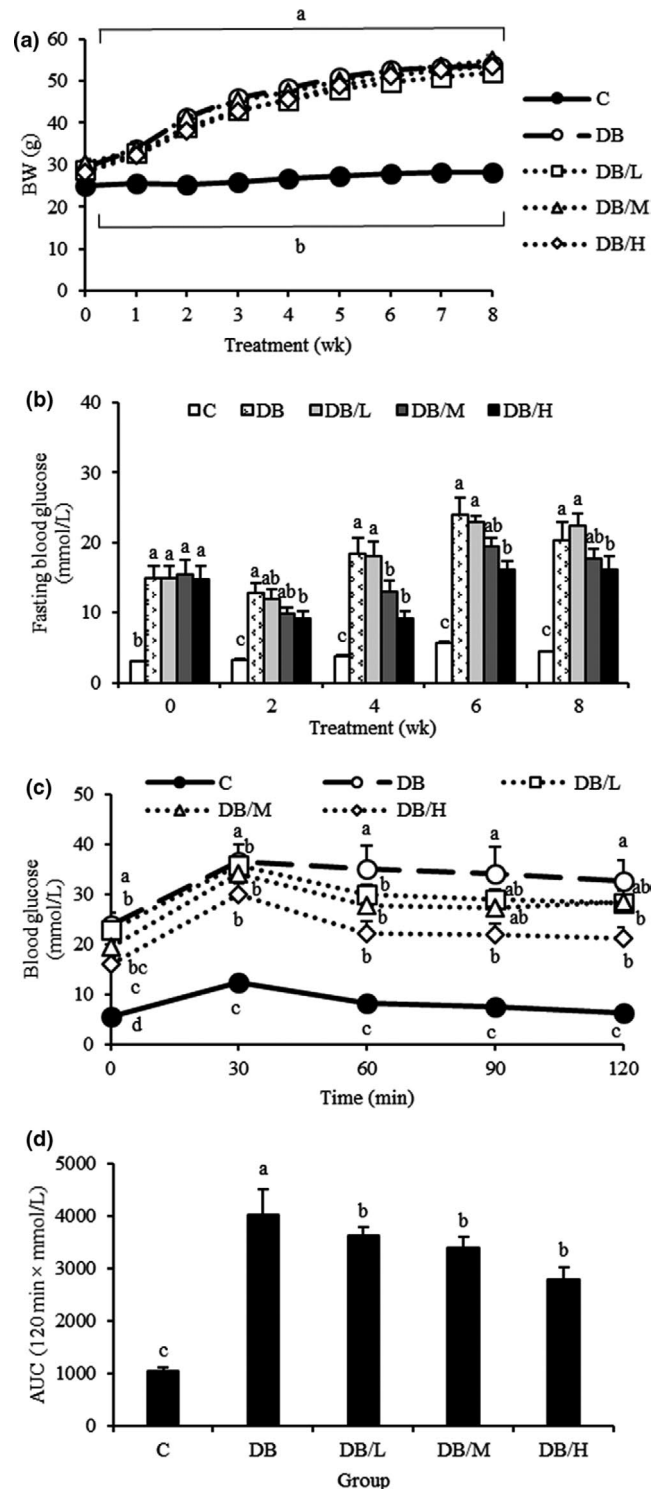 (a)
a
60
50
40
30
20
10
0
BW (g)
b
0 1 2 3 4 5 6 7 8
Treatment (wk)
C
DB
DB/L
DB/M
DB/H
(b)
40
30
20
10
0
Fasting blood glucose
(mmol/L)
C DB DB/L DB/M DB/H
b a a a a
c a ab ab b
c a a b b
c a a ab b
c a a ab b
0 2 4 6 8
Treatment (wk)
(c)
C DB DB/L
DB/M DB/H
50
40
30
20
10
0
Blood glucose
(mmol/L)
a a a a a
b b b ab ab
bc b b ab b
c b b b b
d c c c c
0 30 60 90 120
Time (min)
(d)
5000
4000
3000
2000
1000
0
AUC (120 min × mmol/L)
c a b b b
C DB DB/L DB/M DB/H
Group